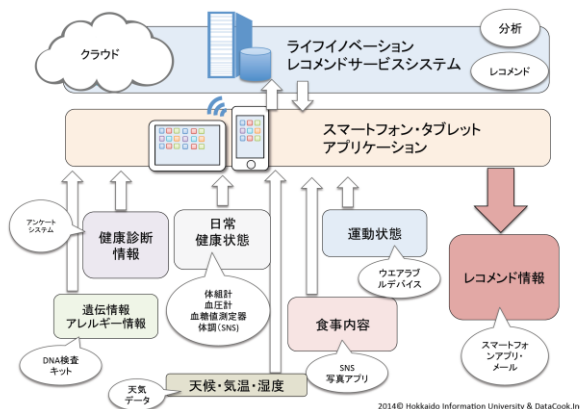 クラウド
ライフイノベーション
レコメンドサービスシステム
分析
レコメンド
スマートフォン・タブレット
アプリケーション
アンケート
システム
健康診断
情報
日常
健康状態
運動状態
レコメンド情報
体組計
血圧計
血糖値測定器
体調(SNS)
ウエアラブ
ルデバイス
遺伝情報
アレルギー情報
食事内容
スマートフォ
ンアプリ・
メール
DNA検査
キット
SNS
写真アプリ
天気
データ
天候・気温・湿度
2014© Hokkaido Information University & DataCook.In